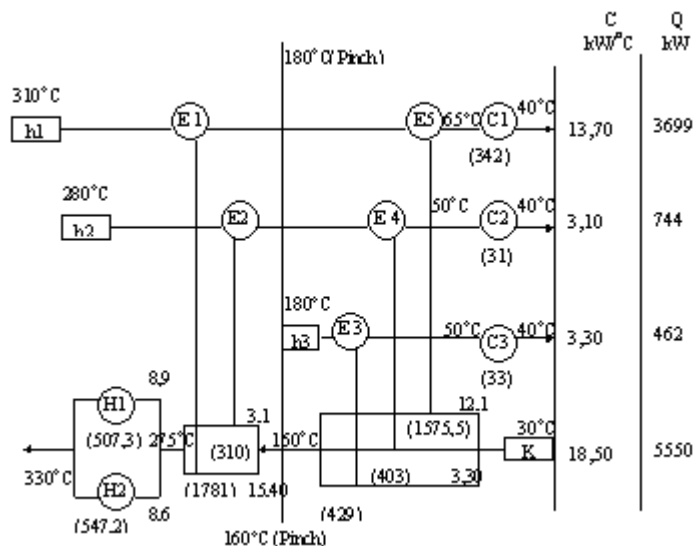 C Q
kW/°C kW
180°C(Pinch)
310°C
h1
E1
E5
65°C
C1
40°C
(342)
13,70
3699
280°C
h2
E2
E4
50°C
C2
40°C
(31)
3,10
744
180°C
h3
E3
50°C
C3
40°C
(33)
3,30
462
8,9
H1
(507,3)
275°C
330°C
H2
(547,2)
8,6
3,1
(310)
(1781)
15,40
160°C
12,1
(1575,5)
(403)
3,30
(429)
30°C
K
18,50
5550
160°C (Pinch)